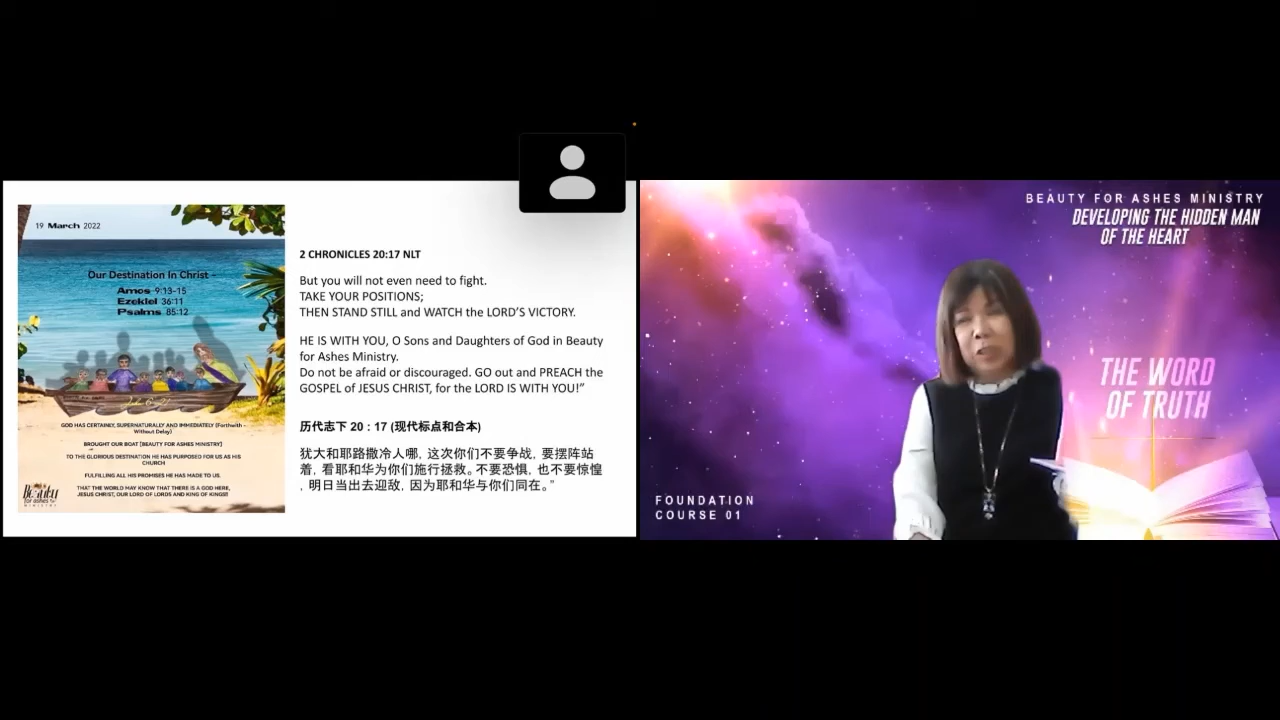 19 March 2022
Our Destination In Christ -
Amos 9:13-15
Ezekiel 36:11
Psalms 85:12
GOD HAS CERTAINLY, SUPERNATURALLY AND IMMEDIATELY (Forthwith -
Without Delay)
BROUGHT OUR BOAT [BEAUTY FOR ASHES MINISTRY]
TO THE GLORIOUS DESTINATION HE HAS PURPOSED FOR US AS HIS
CHURCH
FULFILLING ALL HIS PROMISES HE HAS MADE TO US.
THAT THE WORLD MAY KNOW THAT THERE IS A GOD HERE,
JESUS CHRIST, OUR LORD OF LORDS AND KING OF KINGS!!
Beauty
for ashes
MINISTRY
2 CHRONICLES 20:17 NLT
But you will not even need to fight.
TAKE YOUR POSITIONS;
THEN STAND STILL and WATCH the LORD'S VICTORY.
HE IS WITH YOU, O Sons and Daughters of God in Beauty
for Ashes Ministry.
Do not be afraid or discouraged. GO out and PREACH the
GOSPEL of JESUS CHRIST, for the LORD IS WITH YOU!”
历代志下 20：17 (现代标点和合本)
犹大和耶路撒冷人哪, 这次你们不要争战, 要摆阵站
着, 看耶和华为你们施行拯救。不要恐惧, 也不要惊惶
, 明日当出去迎敌, 因为耶和华与你们同在。”
BEAUTY FOR ASHES MINISTRY
DEVELOPING THE HIDDEN MAN
OF THE HEART
THE WORD
OF TRUTH
FOUNDATION
COURSE 01